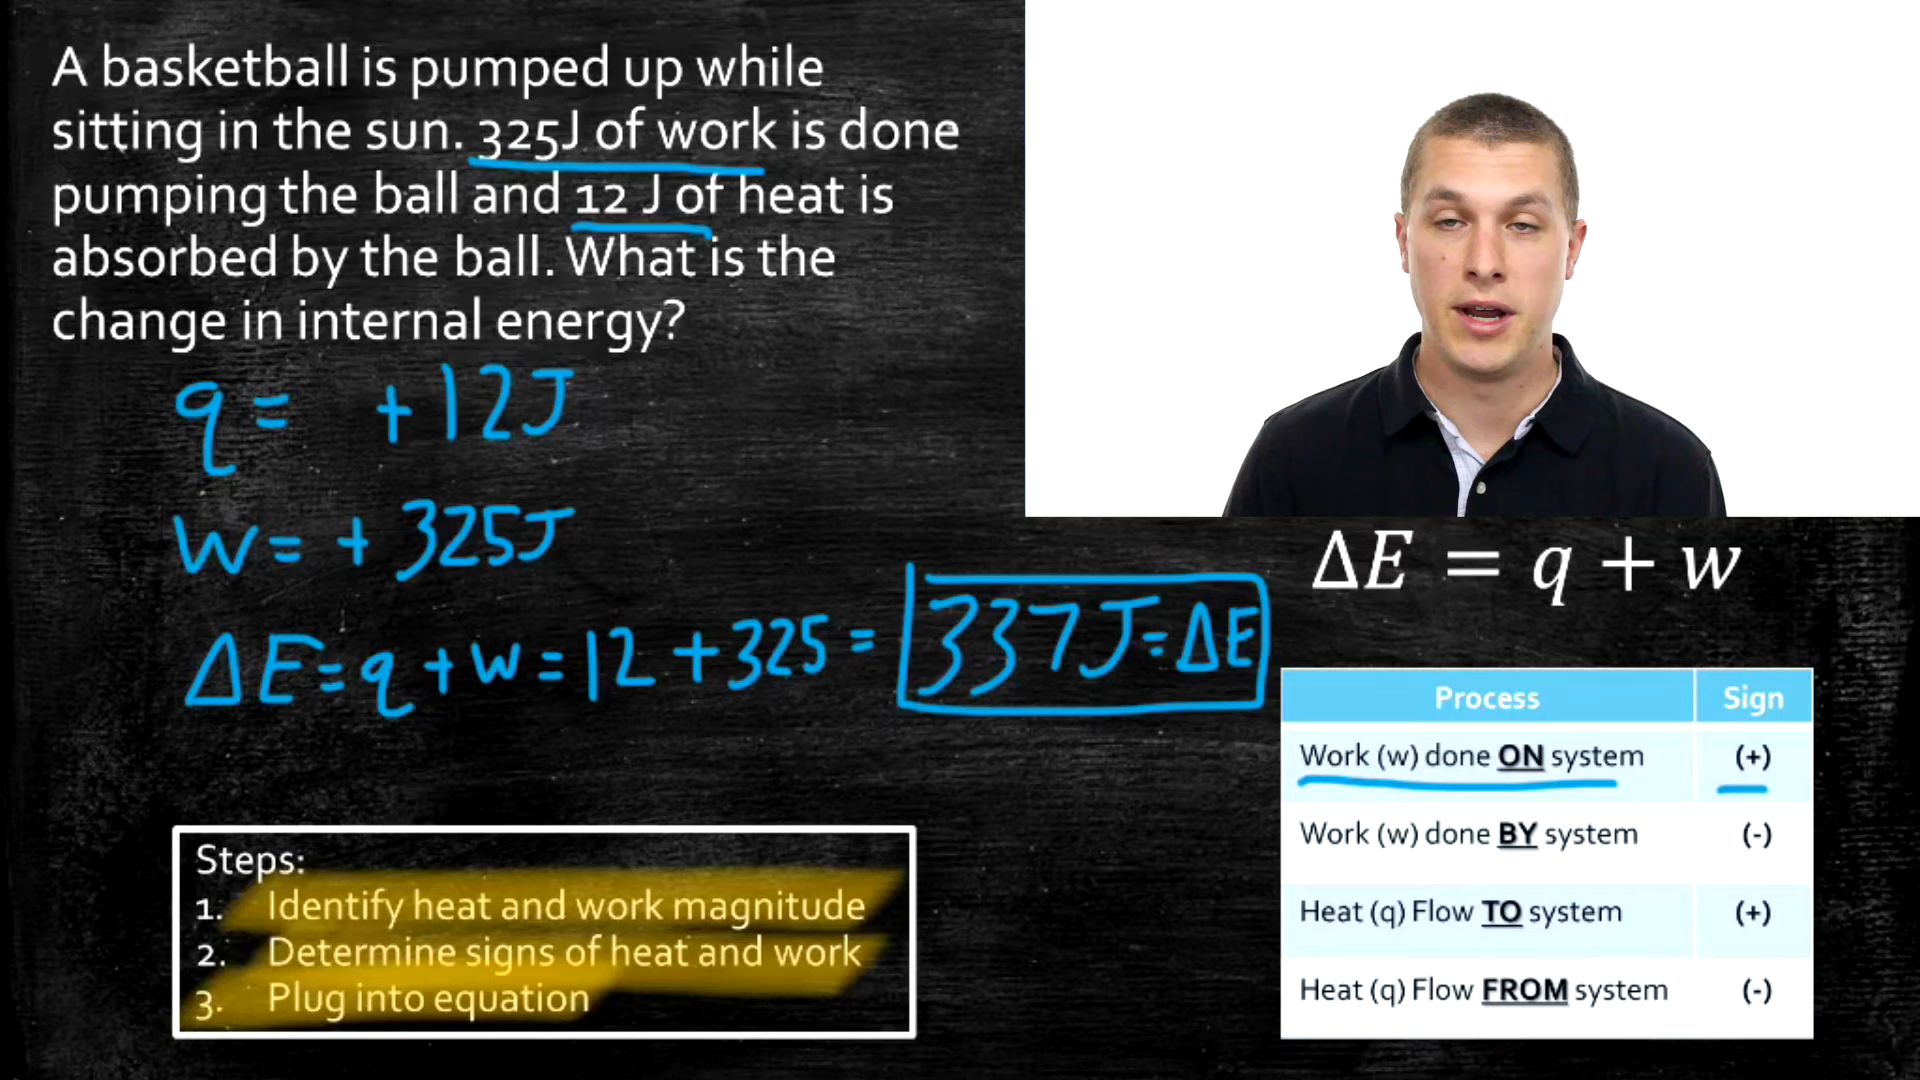 A basketball is pumped up while
sitting in the sun. 325J of work is done
pumping the ball and 12 J of heat is
absorbed by the ball. What is the
change in internal energy?
q = +12J
w = + 325J
ΔE = q + w = 12 + 325 = 337J = ΔE
ΔE = q + w
Process Sign
Work (w) done ON system (+)
Work (w) done BY system (-)
Heat (q) Flow TO system (+)
Heat (q) Flow FROM system (-)
Steps:
1. Identify heat and work magnitude
2. Determine signs of heat and work
3. Plug into equation